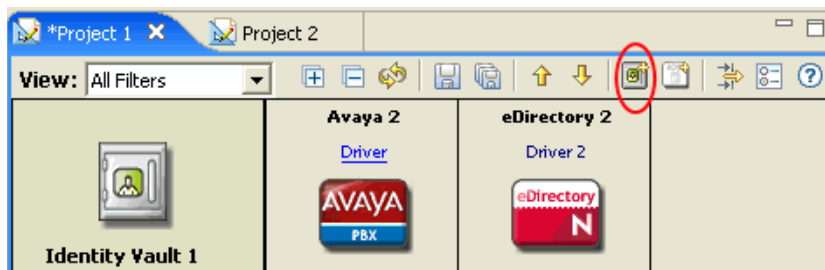 *Project 1
Project 2
View: All Filters
Avaya 2
eDirectory 2
Driver
Driver 2
AVAYA
PBX
eDirectory
N
Identity Vault 1